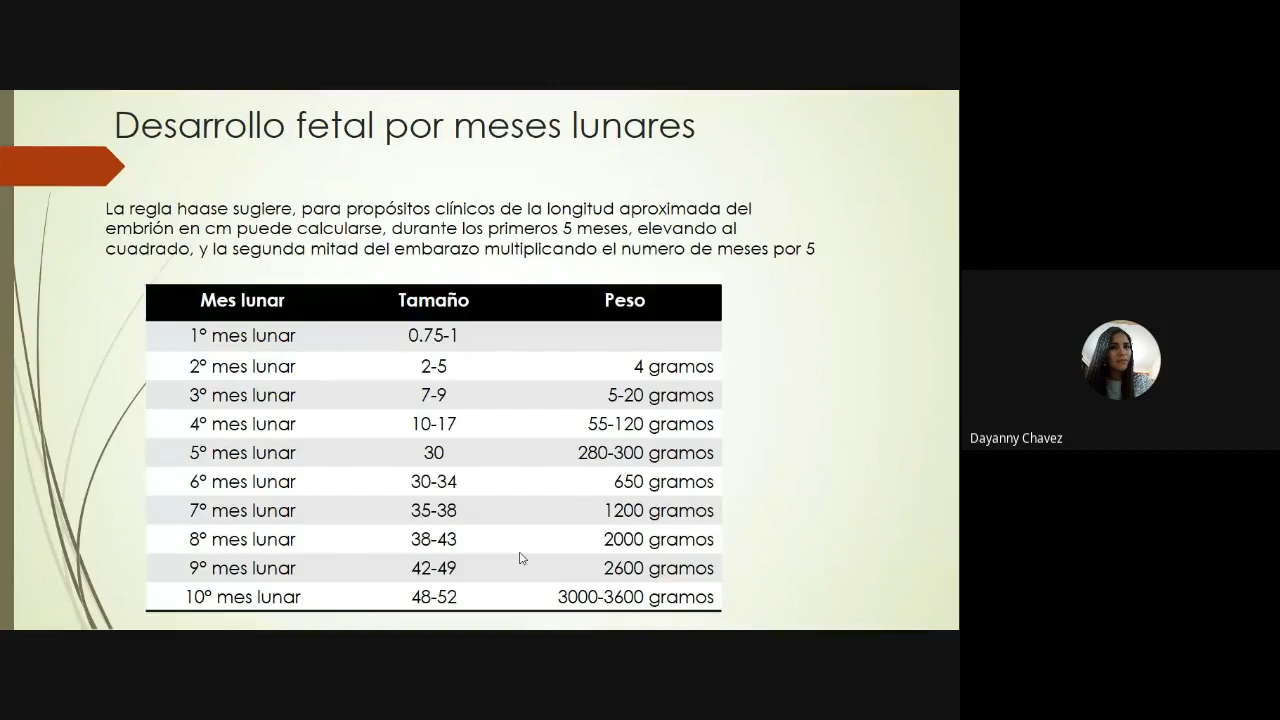 Desarrollo fetal por meses lunares
La regla haase sugiere, para propósitos clínicos de la longitud aproximada del
embrión en cm puede calcularse, durante los primeros 5 meses, elevando al
cuadrado, y la segunda mitad del embarazo multiplicando el numero de meses por 5
Mes lunar Tamaño Peso
1° mes lunar 0.75-1
2° mes lunar 2-5 4 gramos
3° mes lunar 7-9 5-20 gramos
4° mes lunar 10-17 55-120 gramos
5° mes lunar 30 280-300 gramos
6° mes lunar 30-34 650 gramos
7° mes lunar 35-38 1200 gramos
8° mes lunar 38-43 2000 gramos
9° mes lunar 42-49 2600 gramos
10° mes lunar 48-52 3000-3600 gramos
Dayanny Chavez